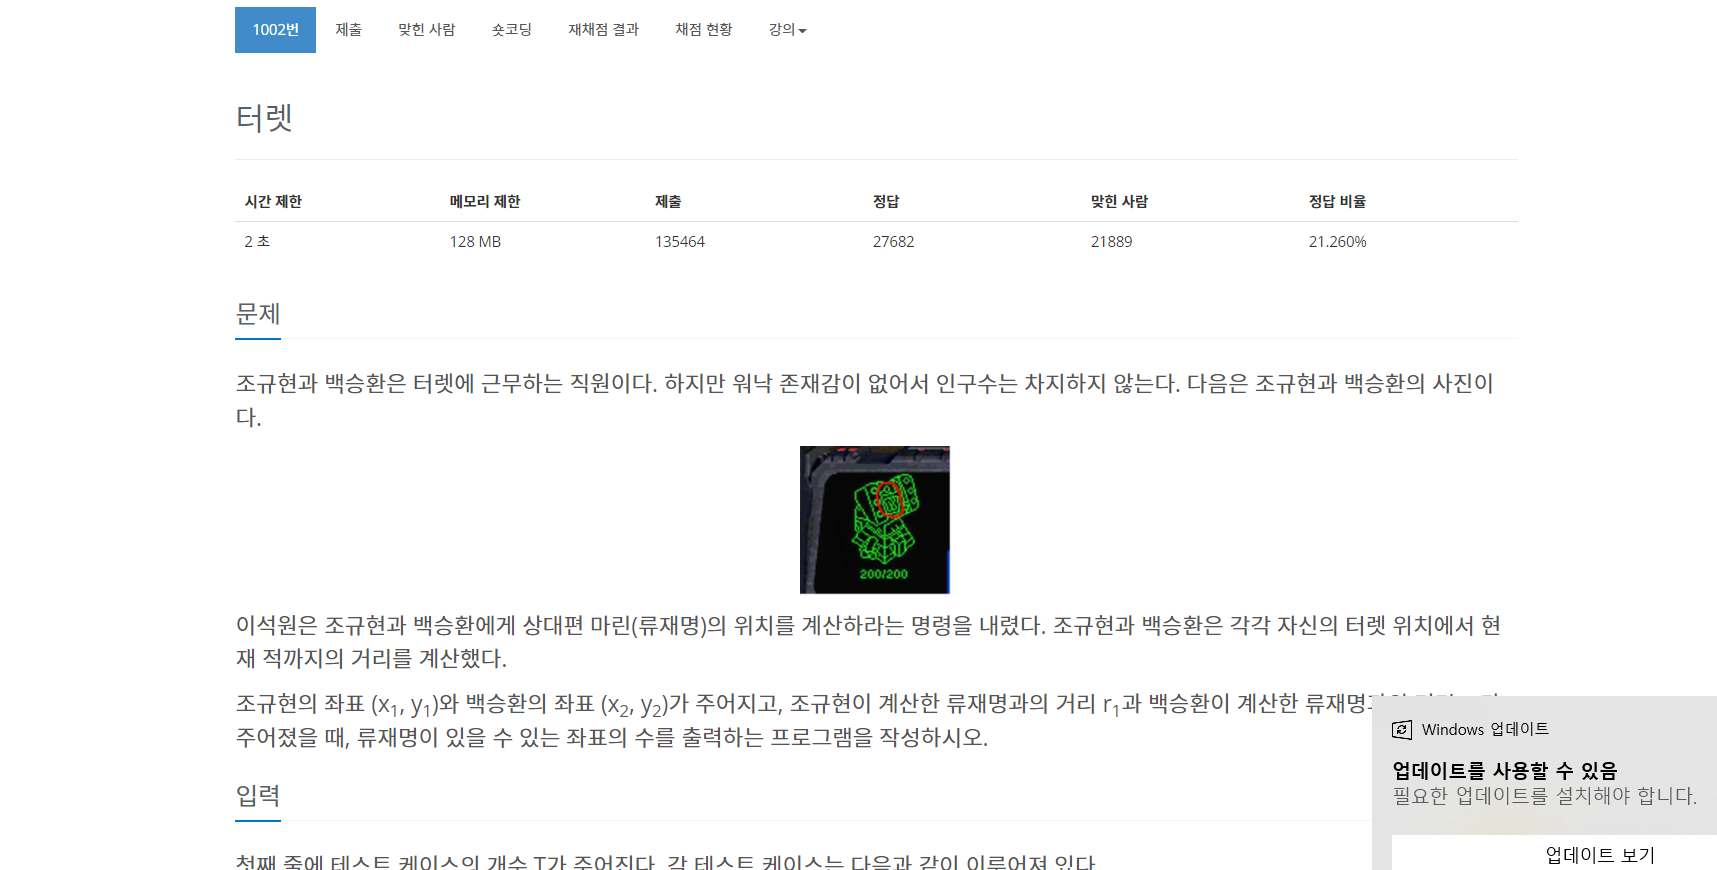 1002번 제출 맞힌 사람 숏코딩 재채점 결과 채점 현황 강의
터렛
시간 제한 메모리 제한 제출 정답 맞힌 사람 정답 비율
2 초 128 MB 135464 27682 21889 21.260%
문제
조규현과 백승환은 터렛에 근무하는 직원이다. 하지만 워낙 존재감이 없어서 인구수는 차지하지 않는다. 다음은 조규현과 백승환의 사진이
다.
200/200
이석원은 조규현과 백승환에게 상대편 마린(류재명)의 위치를 계산하라는 명령을 내렸다. 조규현과 백승환은 각각 자신의 터렛 위치에서 현
재 적까지의 거리를 계산했다.
조규현의 좌표 (x1, y1)와 백승환의 좌표 (x2, y2)가 주어지고, 조규현이 계산한 류재명과의 거리 r1과 백승환이 계산한
주어졌을 때, 류재명이 있을 수 있는 좌표의 수를 출력하는 프로그램을 작성하시오.
입력
첫째 줄에 테스트 케이스의 개수 T가 주어진다. 각 테스트 케이스는 다음과 같이 이루어져 있다.
Windows 업데이트
업데이트를 사용할 수 있음
필요한 업데이트를 설치해야 합니다.
업데이트 보기